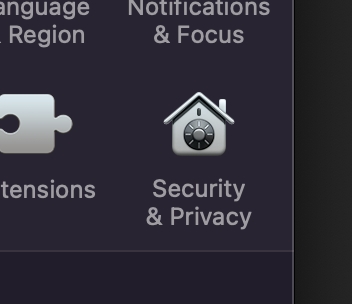 anguage Notifications
& Region & Focus
tensions Security
& Privacy